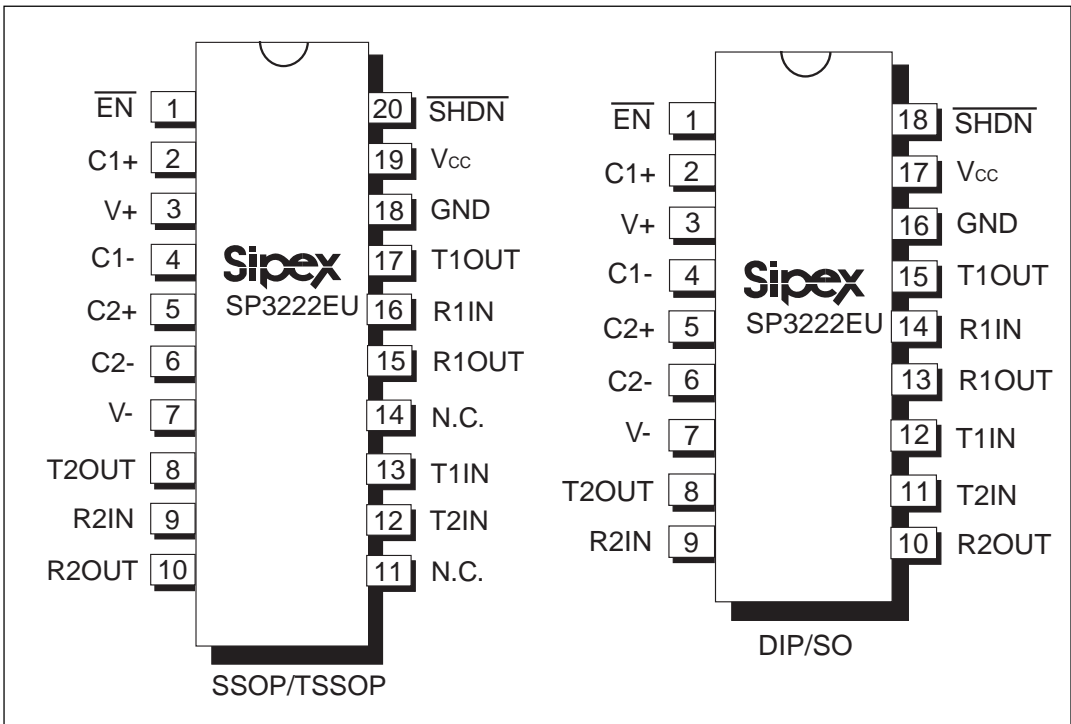 EN 1 20 SHDN
C1+ 2 19 Vcc
V+ 3 18 GND
C1- 4 17 T1OUT
C2+ 5 16 R1IN
C2- 6 15 R1OUT
V- 7 14 N.C.
T2OUT 8 13 T1IN
R2IN 9 12 T2IN
R2OUT 10 11 N.C.
Sipex
SP3222EU
SSOP/TSSOP
EN 1 18 SHDN
C1+ 2 17 Vcc
V+ 3 16 GND
C1- 4 15 T1OUT
C2+ 5 14 R1IN
C2- 6 13 R1OUT
V- 7 12 T1IN
T2OUT 8 11 T2IN
R2IN 9 10 R2OUT
Sipex
SP3222EU
DIP/SO